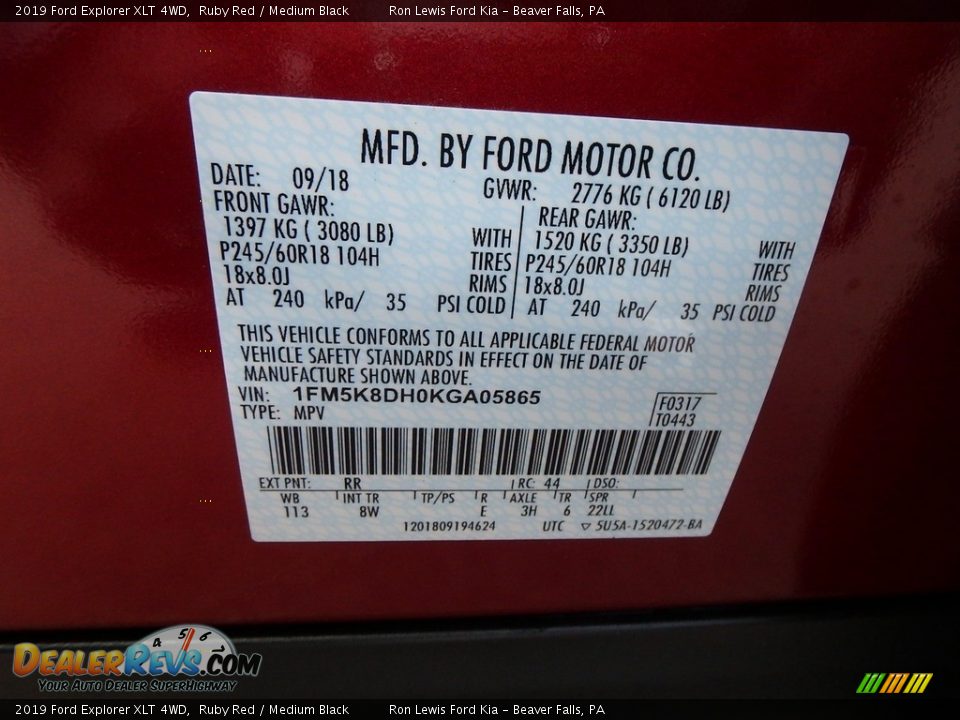 2019 Ford Explorer XLT 4WD, Ruby Red / Medium Black Ron Lewis Ford Kia - Beaver Falls, PA
MFD. BY FORD MOTOR CO.
DATE: 09/18 GVWR: 2776 KG ( 6120 LB)
FRONT GAWR: REAR GAWR:
1397 KG ( 3080 LB) WITH 1520 KG ( 3350 LB) WITH
P245/60R18 104H TIRES P245/60R18 104H TIRES
18x8.0J RIMS 18x8.0J RIMS
AT 240 kPa/ 35 PSI COLD AT 240 kPa/ 35 PSI COLD
THIS VEHICLE CONFORMS TO ALL APPLICABLE FEDERAL MOTOR
VEHICLE SAFETY STANDARDS IN EFFECT ON THE DATE OF
MANUFACTURE SHOWN ABOVE.
VIN: 1FM5K8DH0KGA05865 F0317
TYPE: MPV T0443
EXT PNT: RR RC: 44 DSO:
WB INT TR TP/PS R AXLE TR SPR
113 8W E 3H 6 22LL
1201809194624 UTC ▽ 5U5A-1520472-BA
4 5 6
DEALERREVS.COM
YOUR AUTO DEALER SUPERHIGHWAY
2019 Ford Explorer XLT 4WD, Ruby Red / Medium Black Ron Lewis Ford Kia - Beaver Falls, PA